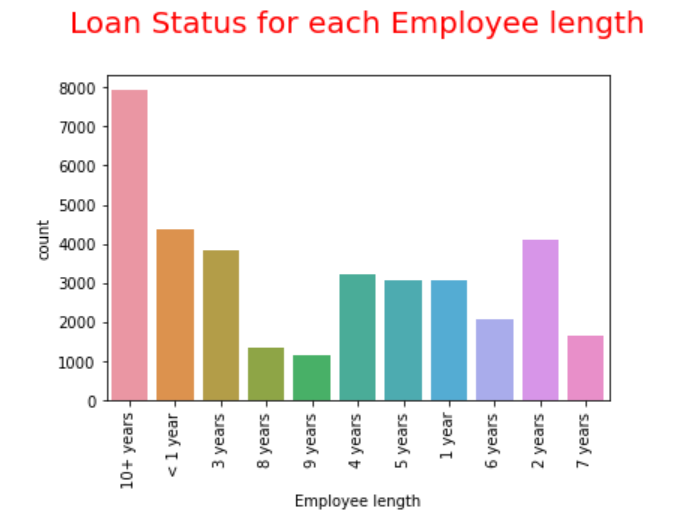 Loan Status for each Employee length
8000
7000
6000
5000
4000
3000
2000
1000
0
count
10+ years
< 1 year
3 years
8 years
9 years
4 years
5 years
1 year
6 years
2 years
7 years
Employee length